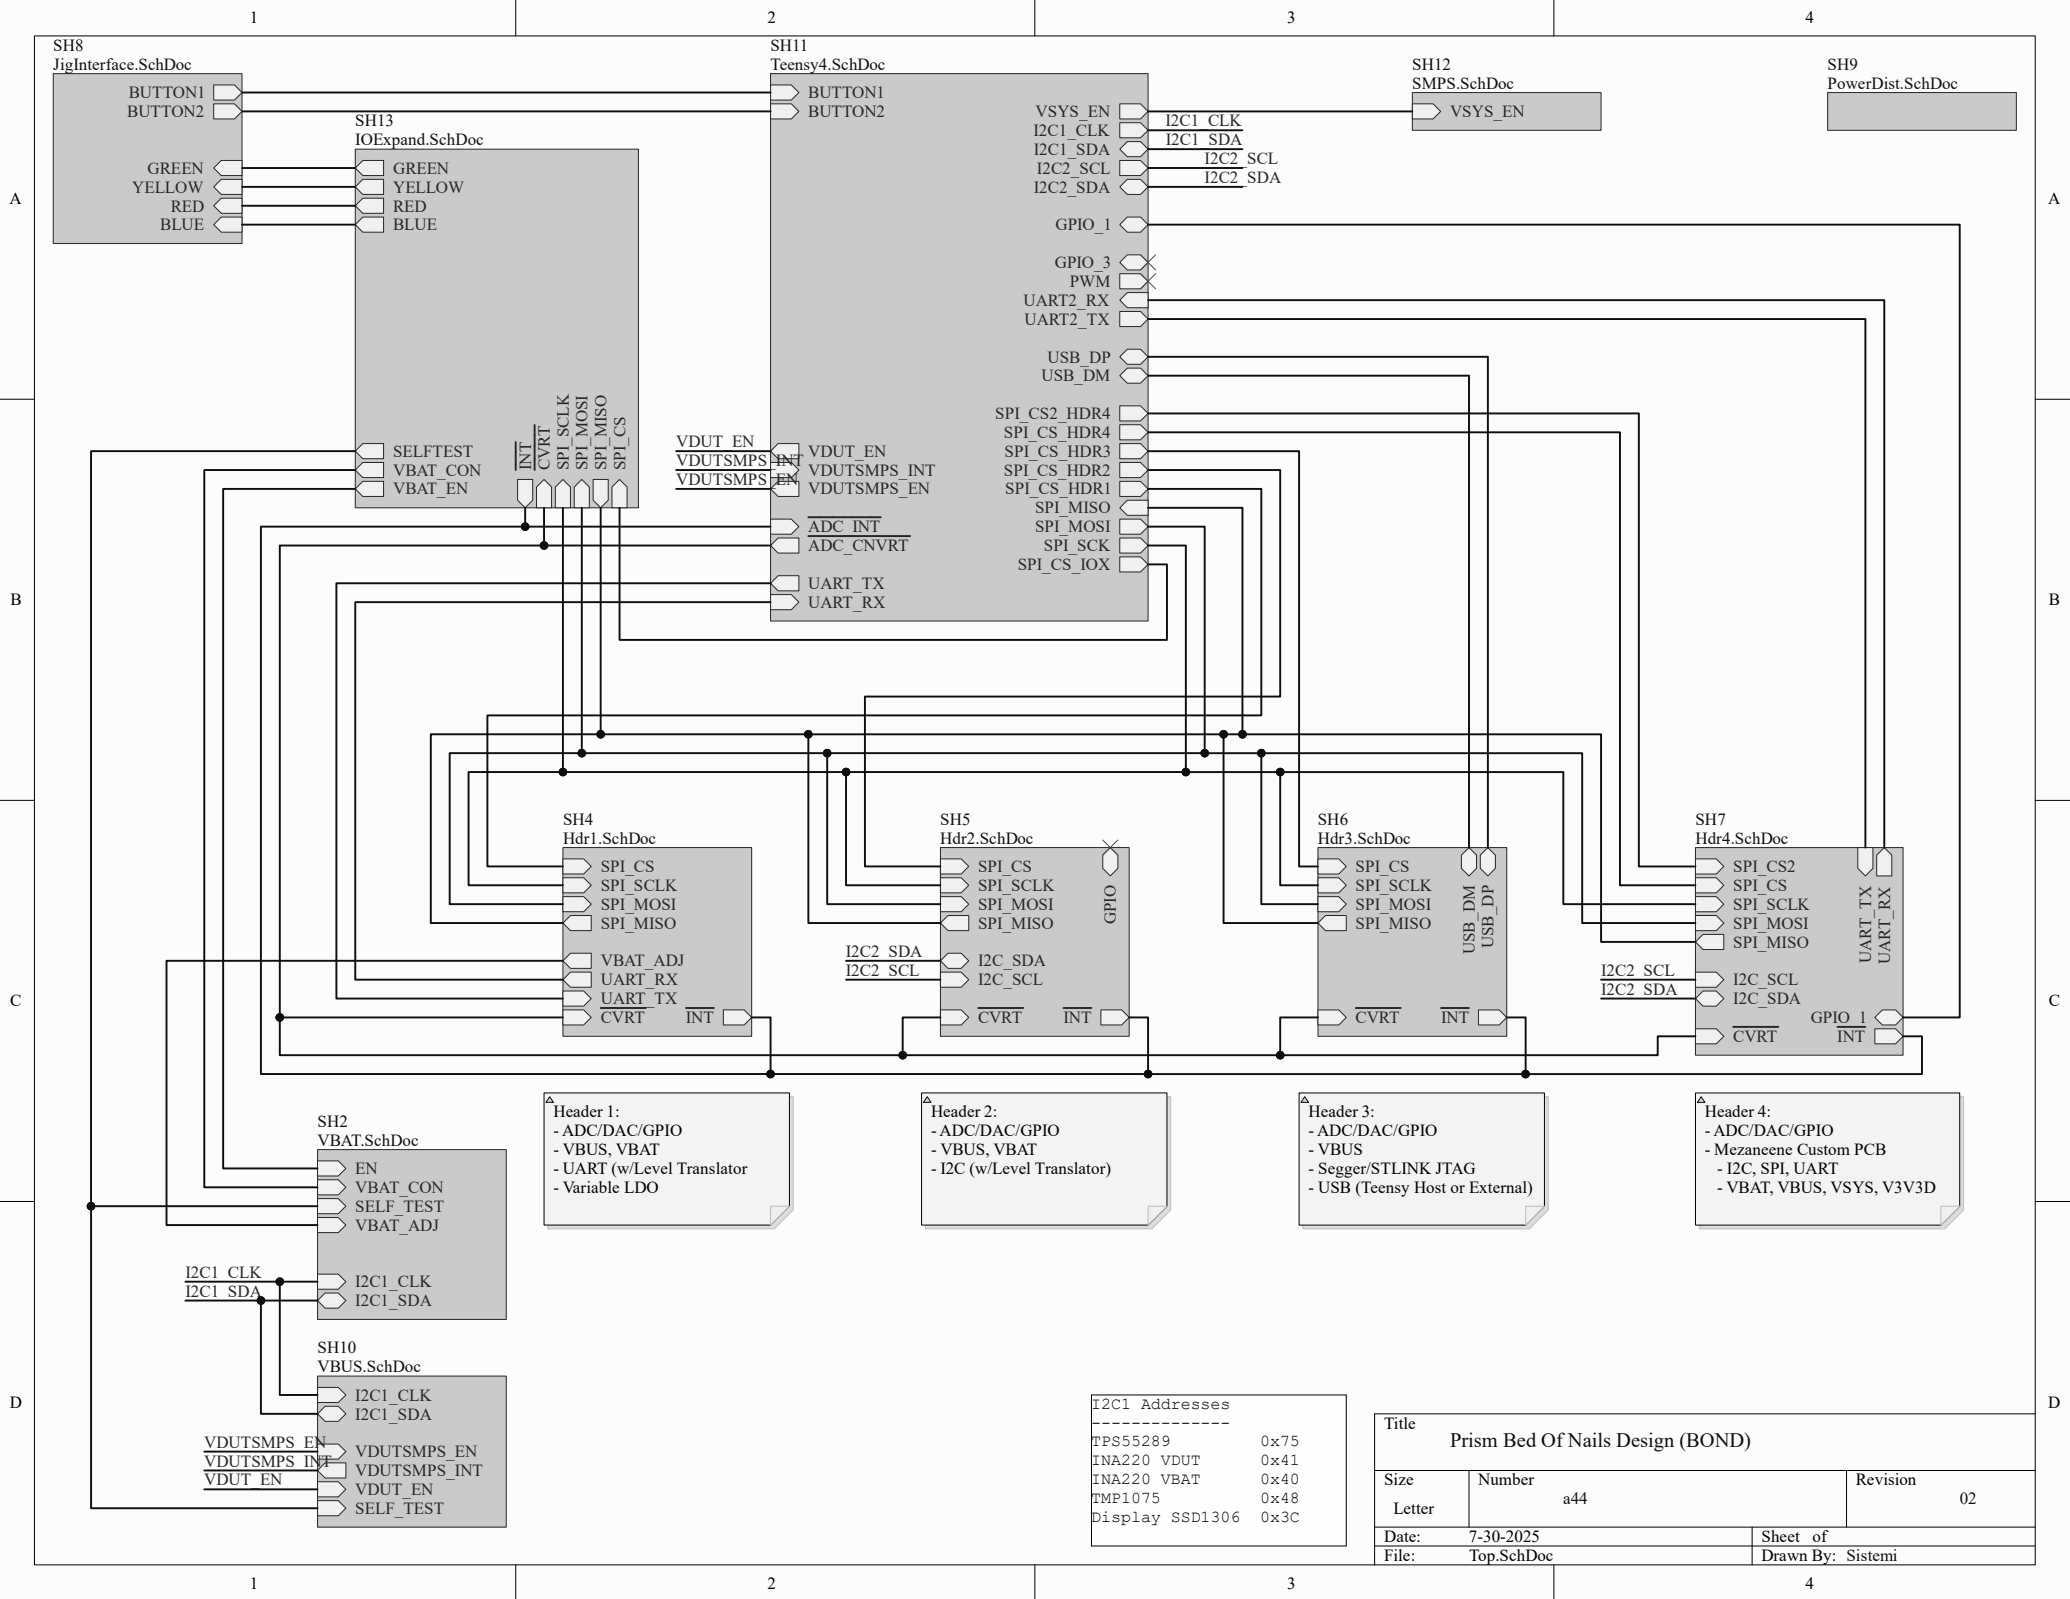 1 2 3 4
A
B
C
D
A
B
C
D
1 2 3 4
SH8
JigInterface.SchDoc
BUTTON1
BUTTON2
GREEN
YELLOW
RED
BLUE
SH13
IOExpand.SchDoc
GREEN
YELLOW
RED
BLUE
SELFTEST
VBAT_CON
VBAT_EN
INT
CVRT
SPI_SCLK
SPI_MOSI
SPI_MISO
SPI_CS
SH11
Teensy4.SchDoc
BUTTON1
BUTTON2
VDUT_EN
VDUTSMPS_INT
VDUTSMPS_EN
VDUT_EN
VDUTSMPS_INT
VDUTSMPS_EN
ADC_INT
ADC_CNVRT
UART_TX
UART_RX
VSYS_EN
I2C1_CLK
I2C1_SDA
I2C2_SCL
I2C2_SDA
GPIO_1
GPIO_3
PWM
UART2_RX
UART2_TX
USB_DP
USB_DM
SPI_CS2_HDR4
SPI_CS_HDR4
SPI_CS_HDR3
SPI_CS_HDR2
SPI_CS_HDR1
SPI_MISO
SPI_MOSI
SPI_SCK
SPI_CS_IOX
I2C1_CLK
I2C1_SDA
I2C2_SCL
I2C2_SDA
SH12
SMPS.SchDoc
VSYS_EN
SH9
PowerDist.SchDoc
SH4
Hdr1.SchDoc
SPI_CS
SPI_SCLK
SPI_MOSI
SPI_MISO
VBAT_ADJ
UART_RX
UART_TX
CVRT INT
SH5
Hdr2.SchDoc
SPI_CS
SPI_SCLK
SPI_MOSI
SPI_MISO
GPIO
I2C2_SDA
I2C2_SCL
I2C_SDA
I2C_SCL
CVRT INT
SH6
Hdr3.SchDoc
SPI_CS
SPI_SCLK
SPI_MOSI
SPI_MISO
USB_DM
USB_DP
CVRT INT
SH7
Hdr4.SchDoc
SPI_CS2
SPI_CS
SPI_SCLK
SPI_MOSI
SPI_MISO
UART_TX
UART_RX
I2C2_SCL
I2C2_SDA
I2C_SCL
I2C_SDA
GPIO_1
CVRT INT
Header 1:
- ADC/DAC/GPIO
- VBUS, VBAT
- UART (w/Level Translator
- Variable LDO
Header 2:
- ADC/DAC/GPIO
- VBUS, VBAT
- I2C (w/Level Translator)
Header 3:
- ADC/DAC/GPIO
- VBUS
- Segger/STLINK JTAG
- USB (Teensy Host or External)
Header 4:
- ADC/DAC/GPIO
- Mezaneene Custom PCB
- I2C, SPI, UART
- VBAT, VBUS, VSYS, V3V3D
SH2
VBAT.SchDoc
EN
VBAT_CON
SELF_TEST
VBAT_ADJ
I2C1_CLK
I2C1_SDA
I2C1_CLK
I2C1_SDA
SH10
VBUS.SchDoc
I2C1_CLK
I2C1_SDA
VDUTSMPS_EN
VDUTSMPS_INT
VDUT_EN
VDUTSMPS_EN
VDUTSMPS_INT
VDUT_EN
SELF_TEST
I2C1 Addresses
--------------
TPS55289 0x75
INA220 VDUT 0x41
INA220 VBAT 0x40
TMP1075 0x48
Display SSD1306 0x3C
Title
Prism Bed Of Nails Design (BOND)
Size Number Revision
Letter a44 02
Date: 7-30-2025 Sheet of
File: Top.SchDoc Drawn By: Sistemi